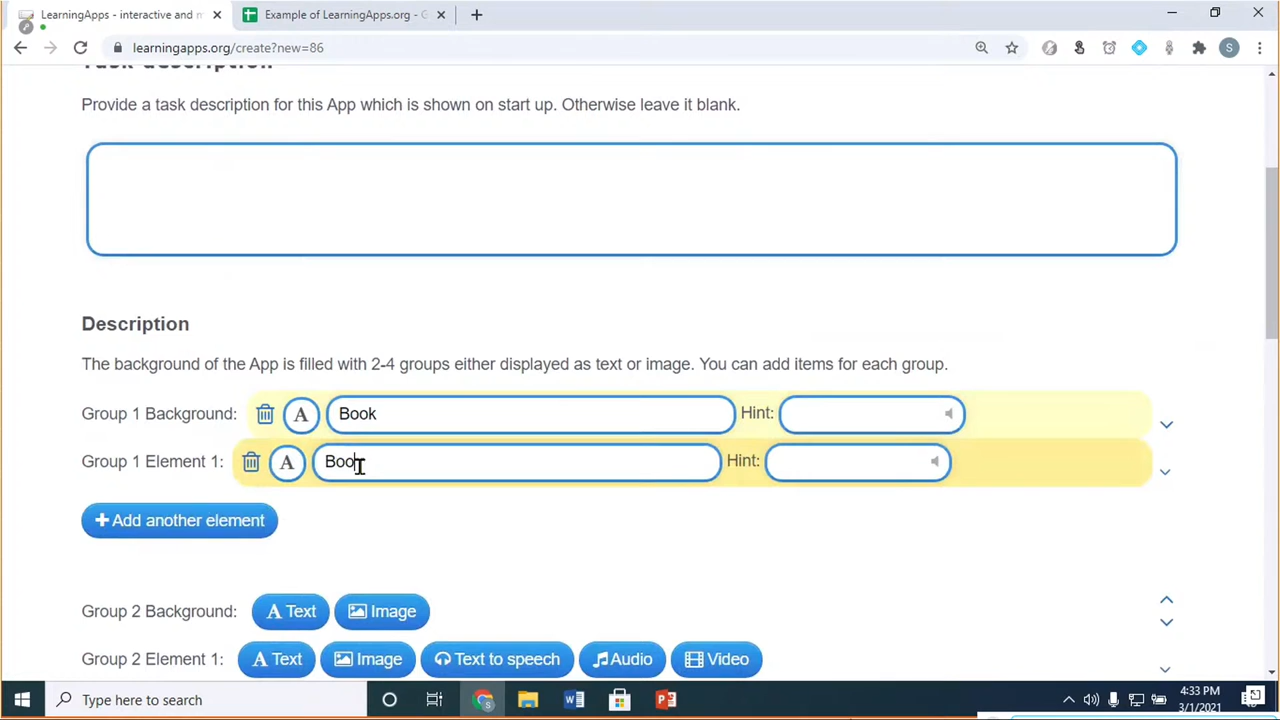 LearningApps - interactive and m
Example of LearningApps.org - G
learningapps.org/create?new=86
S
Task description
Provide a task description for this App which is shown on start up. Otherwise leave it blank.
Description
The background of the App is filled with 2-4 groups either displayed as text or image. You can add items for each group.
Group 1 Background: A Book Hint:
Group 1 Element 1: A Boo Hint:
+ Add another element
Group 2 Background: A Text Image
Group 2 Element 1: A Text Image Text to speech Audio Video
Type here to search
4:33 PM
3/1/2021